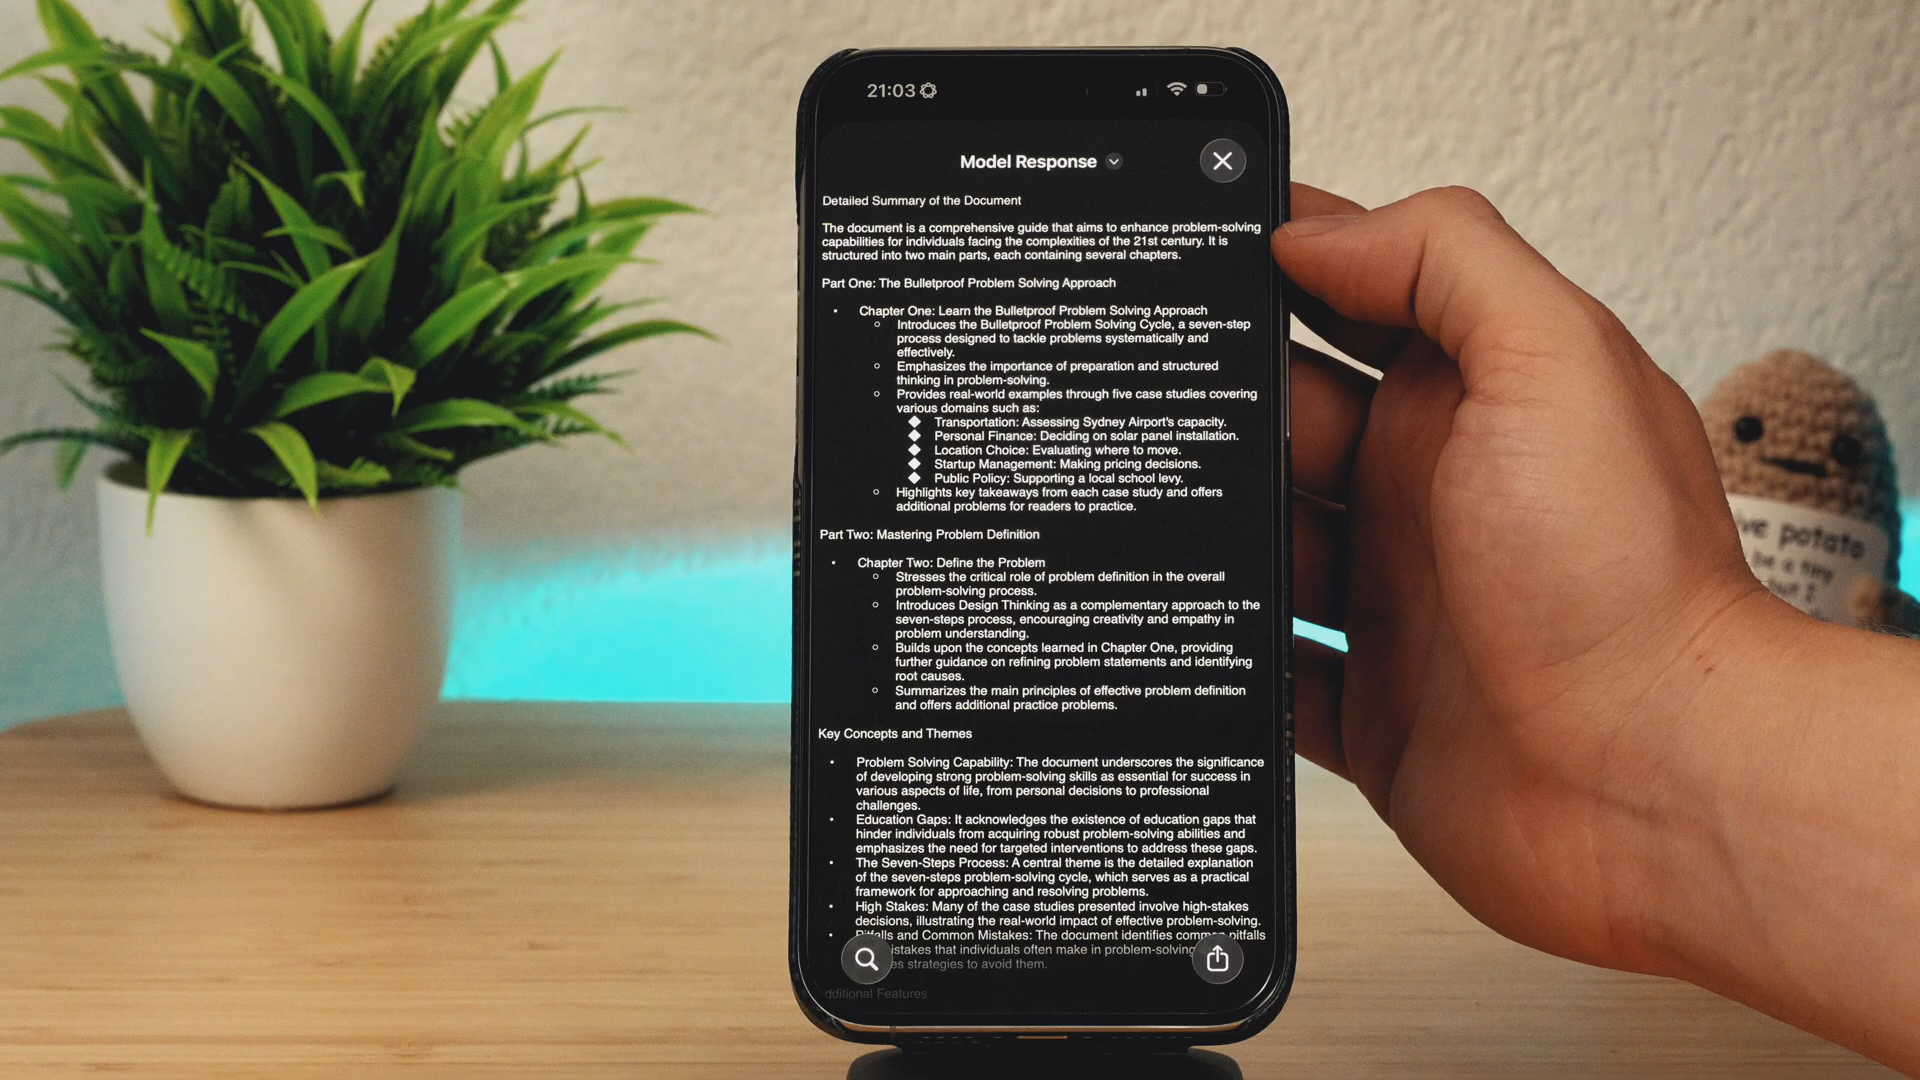 21:03
Model Response
Detailed Summary of the Document
The document is a comprehensive guide that aims to enhance problem-solving
capabilities for individuals facing the complexities of the 21st century. It is
structured into two main parts, each containing several chapters.
Part One: The Bulletproof Problem Solving Approach
• Chapter One: Learn the Bulletproof Problem Solving Approach
○ Introduces the Bulletproof Problem Solving Cycle, a seven-step
process designed to tackle problems systematically and
effectively.
○ Emphasizes the importance of preparation and structured
thinking in problem-solving.
○ Provides real-world examples through five case studies covering
various domains such as:
◆ Transportation: Assessing Sydney Airport's capacity.
◆ Personal Finance: Deciding on solar panel installation.
◆ Location Choice: Evaluating where to move.
◆ Startup Management: Making pricing decisions.
◆ Public Policy: Supporting a local school levy.
○ Highlights key takeaways from each case study and offers
additional problems for readers to practice.
Part Two: Mastering Problem Definition
• Chapter Two: Define the Problem
○ Stresses the critical role of problem definition in the overall
problem-solving process.
○ Introduces Design Thinking as a complementary approach to the
seven-steps process, encouraging creativity and empathy in
problem understanding.
○ Builds upon the concepts learned in Chapter One, providing
further guidance on refining problem statements and identifying
root causes.
○ Summarizes the main principles of effective problem definition
and offers additional practice problems.
Key Concepts and Themes
• Problem Solving Capability: The document underscores the significance
of developing strong problem-solving skills as essential for success in
various aspects of life, from personal decisions to professional
challenges.
• Education Gaps: It acknowledges the existence of education gaps that
hinder individuals from acquiring robust problem-solving abilities and
emphasizes the need for targeted interventions to address these gaps.
• The Seven-Steps Process: A central theme is the detailed explanation
of the seven-steps problem-solving cycle, which serves as a practical
framework for approaching and resolving problems.
• High Stakes: Many of the case studies presented involve high-stakes
decisions, illustrating the real-world impact of effective problem-solving.
• Pitfalls and Common Mistakes: The document identifies common pitfalls
istakes that individuals often make in problem-solving
es strategies to avoid them.
dditional Features
ive potato
be a tiny
but I